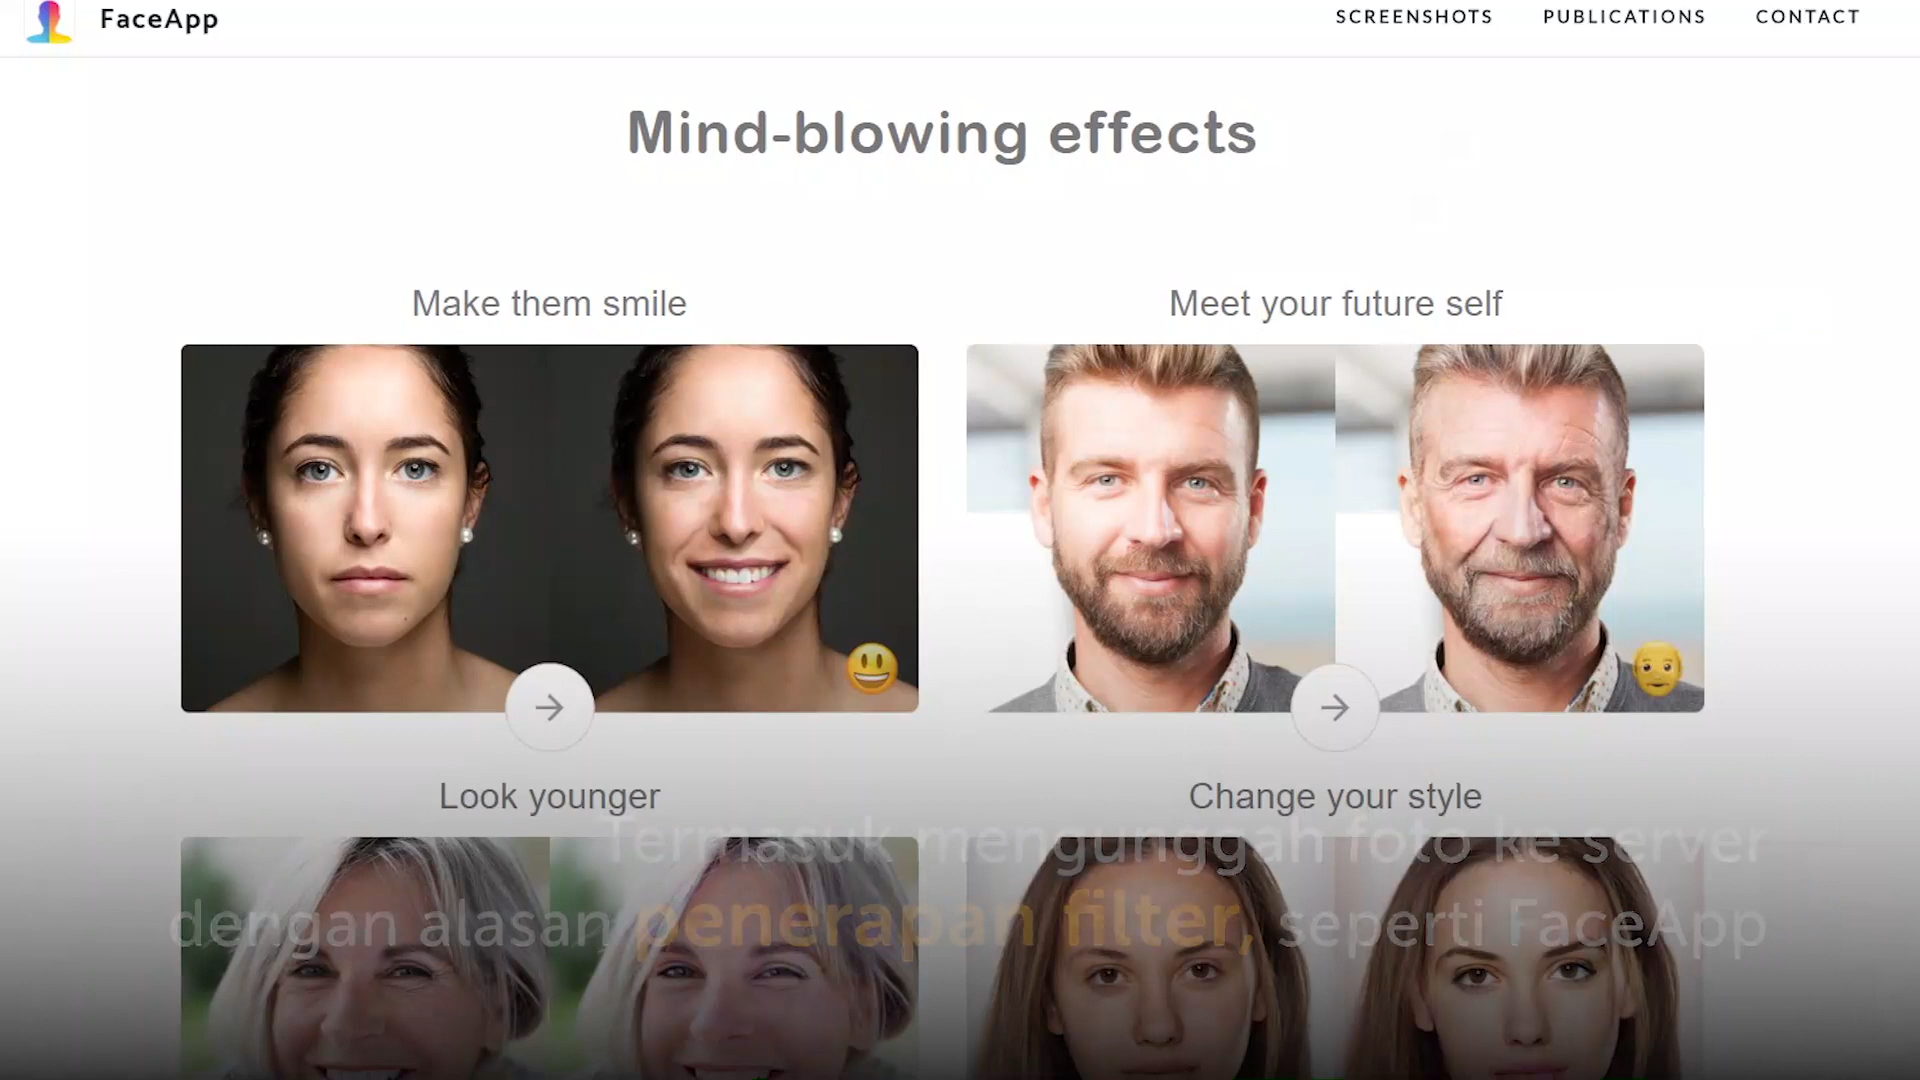 FaceApp
SCREENSHOTS PUBLICATIONS CONTACT
Mind-blowing effects
Make them smile
Meet your future self
Look younger
Change your style
Termasuk mengunggah foto ke server
dengan alasan penerapan filter, seperti FaceApp